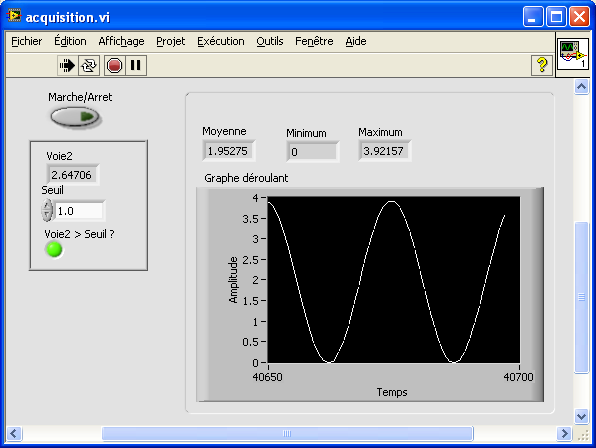 acquisition.vi
Fichier Édition Affichage Projet Exécution Outils Fenêtre Aide
?
1
Marche/Arret
Voie2
2.64706
Seuil
1.0
Voie2 > Seuil ?
Moyenne Minimum Maximum
1.95275 0 3.92157
Graphe déroulant
Amplitude
4
3.5
3
2.5
2
1.5
1
0.5
0
40650 40700
Temps